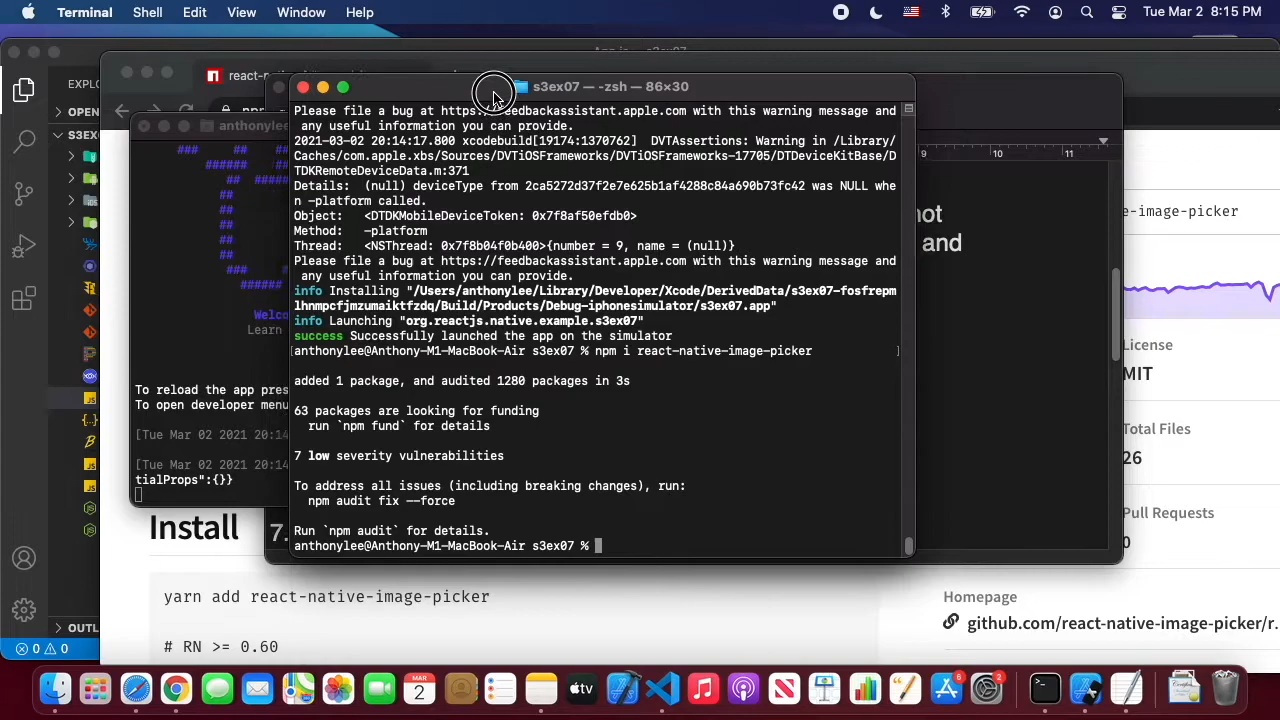 Terminal Shell Edit View Window Help Tue Mar 2 8:15 PM
s3ex07 — -zsh — 86×30
Please file a bug at https://feedbackassistant.apple.com with this warning message and
any useful information you can provide.
2021-03-02 20:14:17.800 xcodebuild[19174:1370762] DVTAssertions: Warning in /Library/
Caches/com.apple.xbs/Sources/DVTiOSFrameworks/DVTiOSFrameworks-17705/DTDeviceKitBase/D
TDKRemoteDeviceData.m:371
Details: (null) deviceType from 2ca5272d37f2e7e62b81af4288c84a690b73fc42 was NULL whe
n -platform called.
Object: <DTDKMobileDeviceToken: 0x7f8af50efdb0>
Method: -platform
Thread: <NSThread: 0x7f8b04f0b400>{number = 9, name = (null)}
Please file a bug at https://feedbackassistant.apple.com with this warning message and
any useful information you can provide.
info Installing "/Users/anthonylee/Library/Developer/Xcode/DerivedData/s3ex07-fosfrepm
lhnmpcfjmzumaiktfzdq/Build/Products/Debug-iphonesimulator/s3ex07.app"
info Launching "org.reactjs.native.example.s3ex07"
success Successfully launched the app on the simulator
[anthonylee@Anthony-M1-MacBook-Air s3ex07 % npm i react-native-image-picker ]
added 1 package, and audited 1280 packages in 3s
63 packages are looking for funding
run `npm fund` for details
7 low severity vulnerabilities
To address all issues (including breaking changes), run:
npm audit fix --force
Run `npm audit` for details.
anthonylee@Anthony-M1-MacBook-Air s3ex07 %
EXPL
OPEN
S3EX
OUTL
0 0
react-na
anthonylee
###
######
##
Welco
Learn
To reload the app pres
To open developer menu
[Tue Mar 02 2021 20:14
[Tue Mar 02 2021 20:14
tialProps":{}}
9 10 11
not
and
7.
Install
yarn add react-native-image-picker
# RN >= 0.60
e-image-picker
License
MIT
Total Files
26
Pull Requests
0
Homepage
github.com/react-native-image-picker/r.
MAR
2
tv
6
2